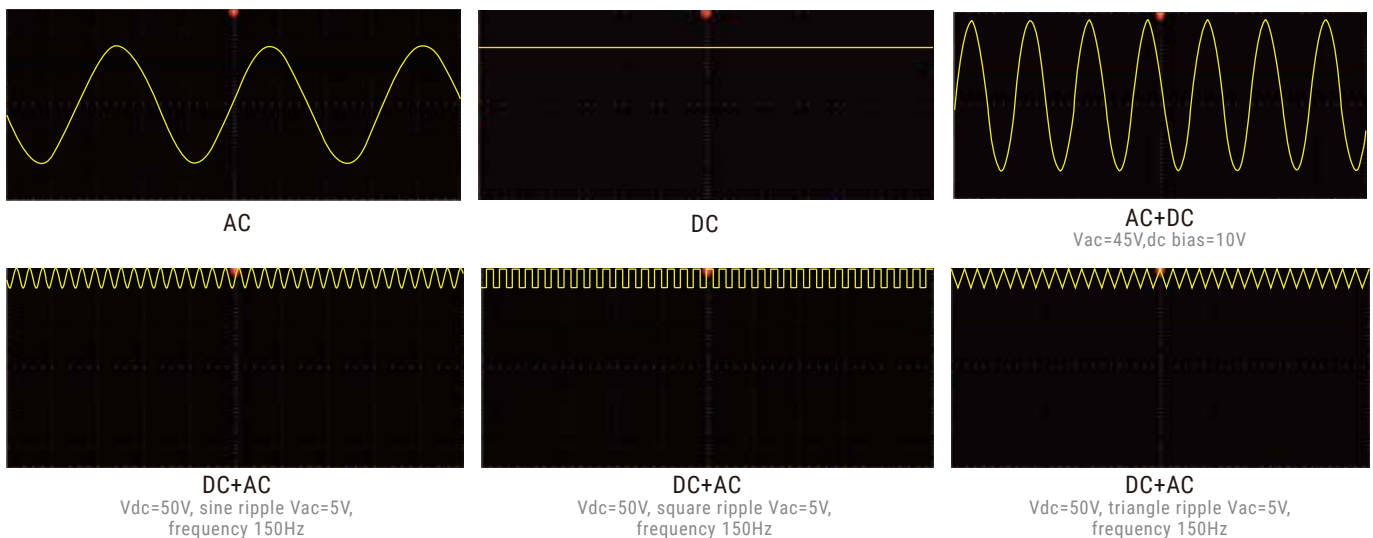 AC
DC
AC+DC
Vac=45V,dc bias=10V
DC+AC
Vdc=50V, sine ripple Vac=5V,
frequency 150Hz
DC+AC
Vdc=50V, square ripple Vac=5V,
frequency 150Hz
DC+AC
Vdc=50V, triangle ripple Vac=5V,
frequency 150Hz